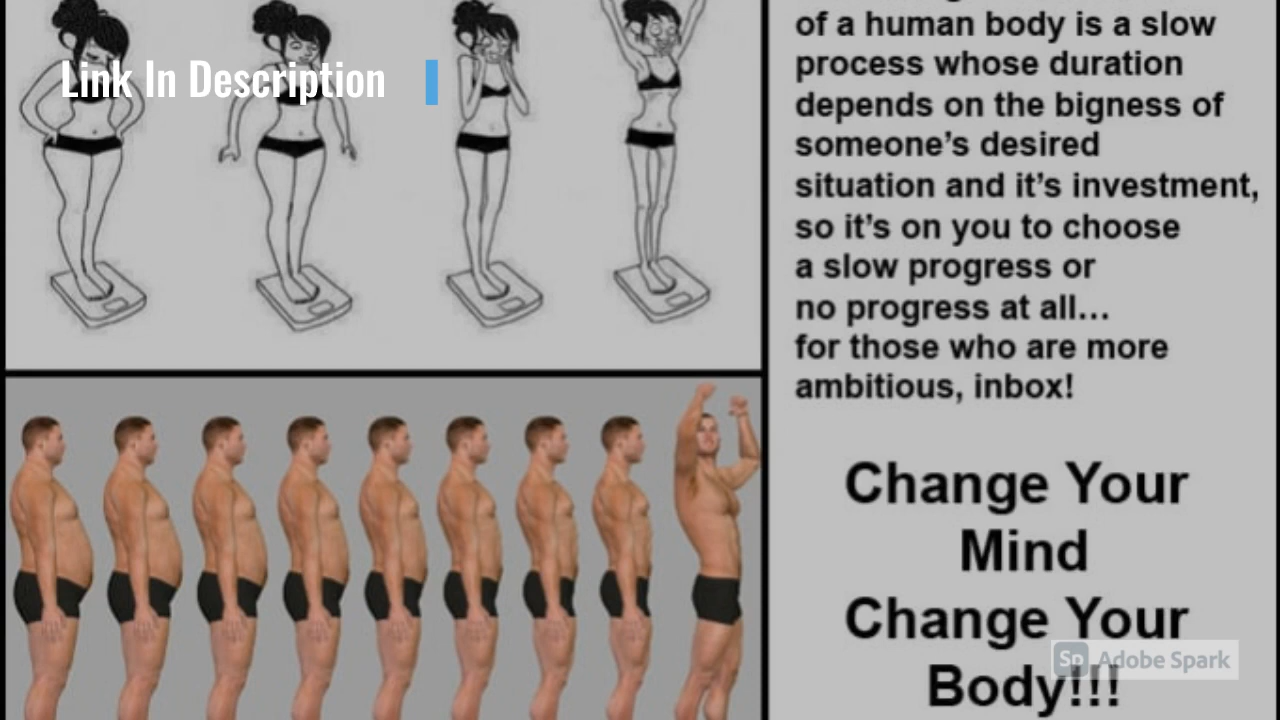 Link In Description
of a human body is a slow
process whose duration
depends on the bigness of
someone's desired
situation and it's investment,
so it's on you to choose
a slow progress or
no progress at all...
for those who are more
ambitious, inbox!
Change Your
Mind
Change Your
Body!!!
Sp Adobe Spark